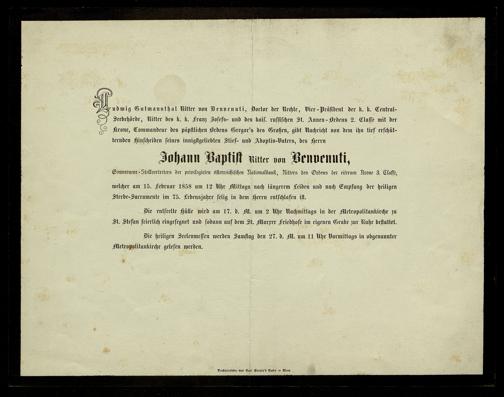 Ludwig Gutmansthal Ritter von Benvenuti, Doctor der Rechte, Vice-Präsident der k. k. Central-
Seebehörde, Ritter des k. k. Franz Josefs- und des kais. russischen St. Annen-Ordens 2. Classe mit der
Krone, Commandeur des päpstlichen Ordens Gregor's des Großen, gibt Nachricht von dem ihn tief erschüt-
ternden Hinscheiden seines innigstgeliebten Stief- und Adoptiv-Vaters, des Herrn
Johann Baptist Ritter von Benvenuti,
Gouverneurs-Stellvertreters der privilegirten österreichischen Nationalbank, Ritters des Ordens der eisernen Krone 3. Classe,
welcher am 15. Februar 1858 um 12 Uhr Mittags nach längerem Leiden und nach Empfang der heiligen
Sterbe-Sacramente im 75. Lebensjahre selig in dem Herrn entschlafen ist.
Die entseelte Hülle wird am 17. d. M. um 2 Uhr Nachmittags in der Metropolitankirche zu
St. Stefan feierlich eingesegnet und sodann auf dem St. Marxer Friedhofe im eigenen Grabe zur Ruhe bestattet.
Die heiligen Seelenmessen werden Samstag den 27. d. M. um 11 Uhr Vormittags in obgenannter
Metropolitankirche gelesen werden.